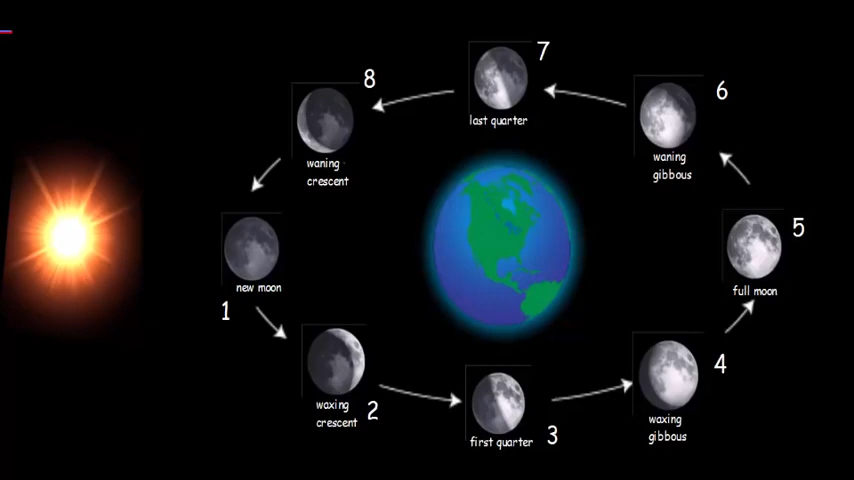 7
8
last quarter
6
waning
crescent
waning
gibbous
5
new moon
full moon
1
4
waxing
crescent
2
waxing
gibbous
first quarter
3